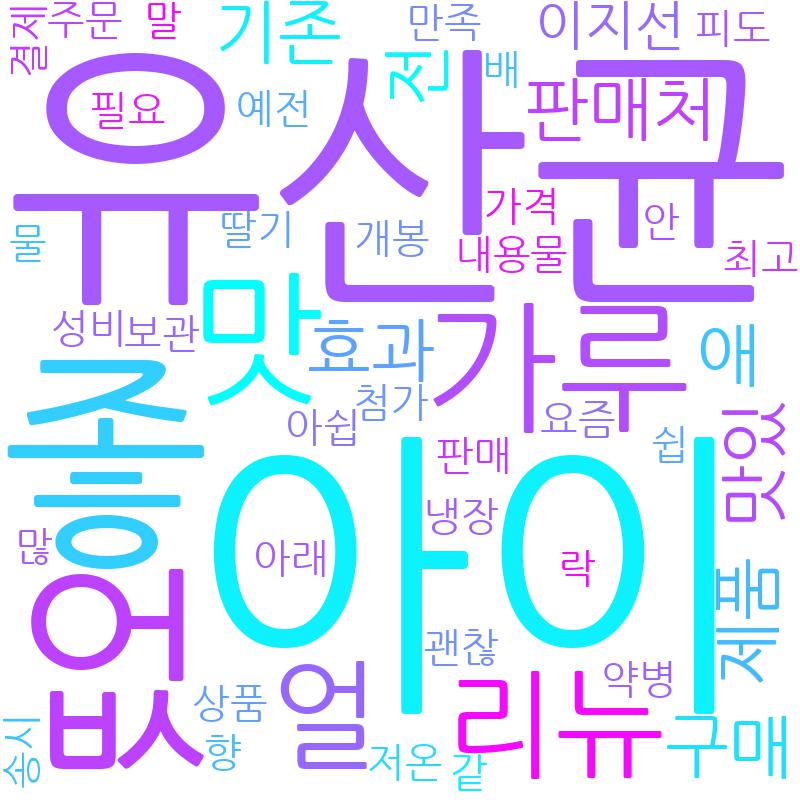 결제
주문
말
기존
만족
이지선
피도
유산균
필요
예전
전
배
판매처
물
딸기
개봉
가격
내용물
안
최고
성비
보관
맛
효과
가루
애
좋
아쉽
첨가
요즘
판매
쉽
맛있
많
아이
아래
냉장
락
없
얼
괜찮
약병
제품
상품
향
리뉴
송시
저온
같
구매